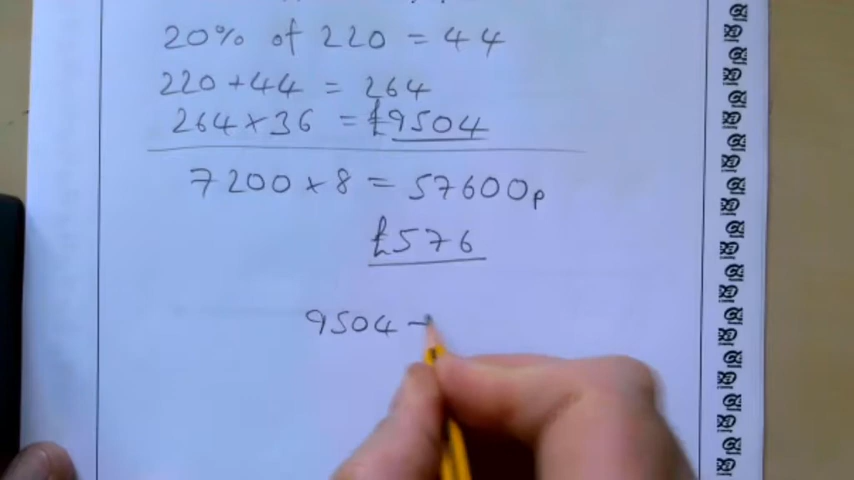 20% of 220 = 44
220 + 44 = 264
264 × 36 = £9504
7200 × 8 = 57600p
£576
9504 -